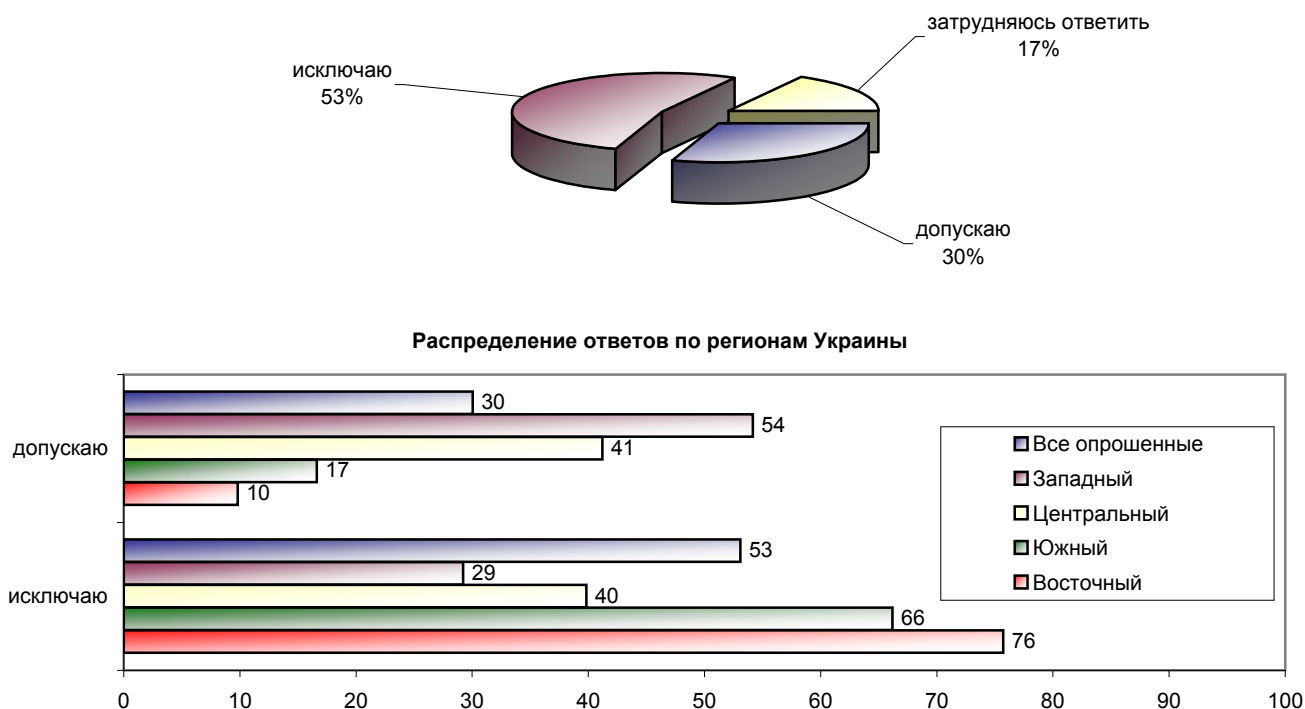 затрудняюсь ответить
17%
исключаю
53%
допускаю
30%
Распределение ответов по регионам Украины
допускаю
30
54
41
17
10
исключаю
53
29
40
66
76
Все опрошенные
Западный
Центральный
Южный
Восточный
0 10 20 30 40 50 60 70 80 90 100